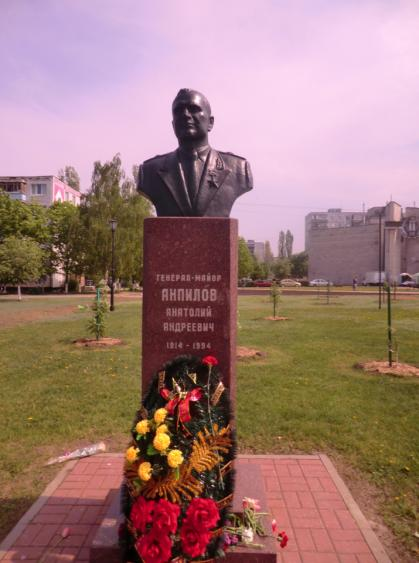 ГЕНЕРАЛ-МАЙОР
АНПИЛОВ
АНАТОЛИЙ
АНДРЕЕВИЧ
1914 - 1994